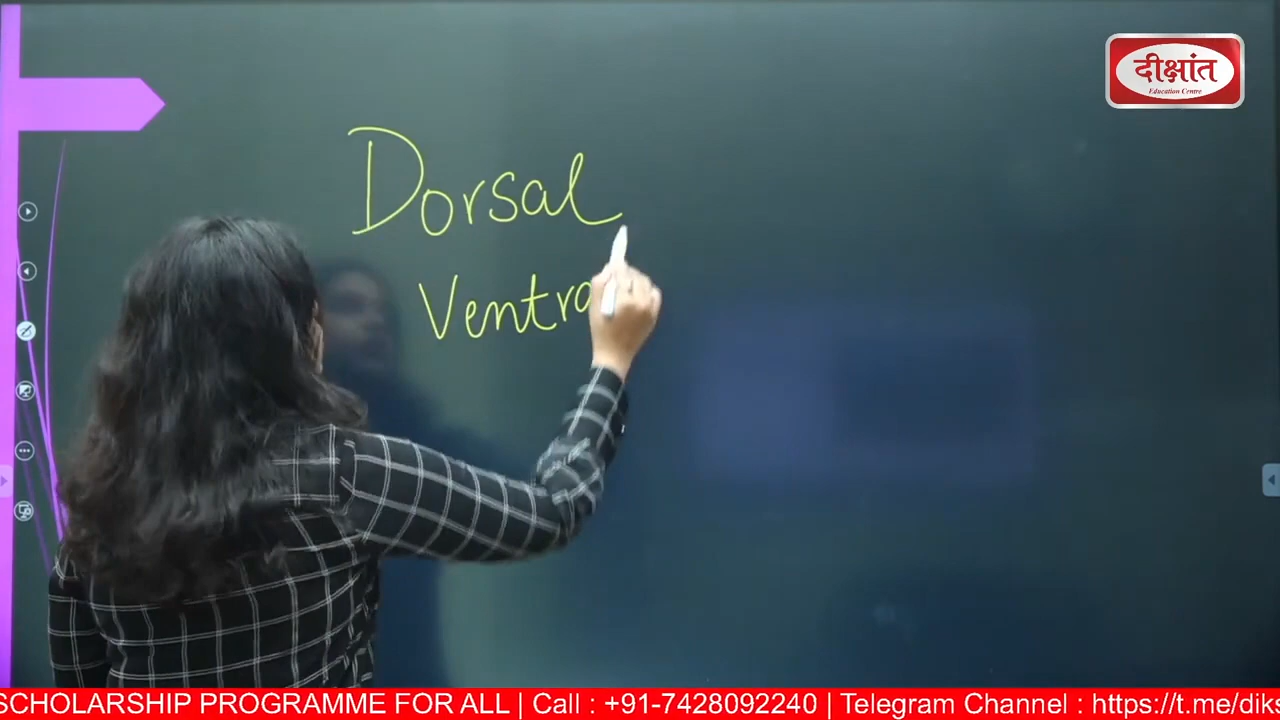 दीक्षांत
Education Centre
Dorsal
Ventra
SCHOLARSHIP PROGRAMME FOR ALL | Call : +91-7428092240 | Telegram Channel : https://t.me/diks